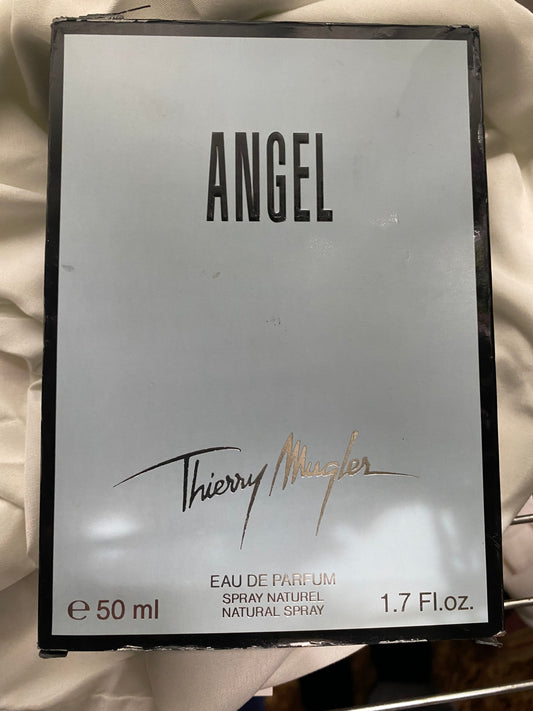 ANGEL
Thierry Mugler
EAU DE PARFUM
SPRAY NATUREL
NATURAL SPRAY
℮ 50 ml
1.7 Fl.oz.